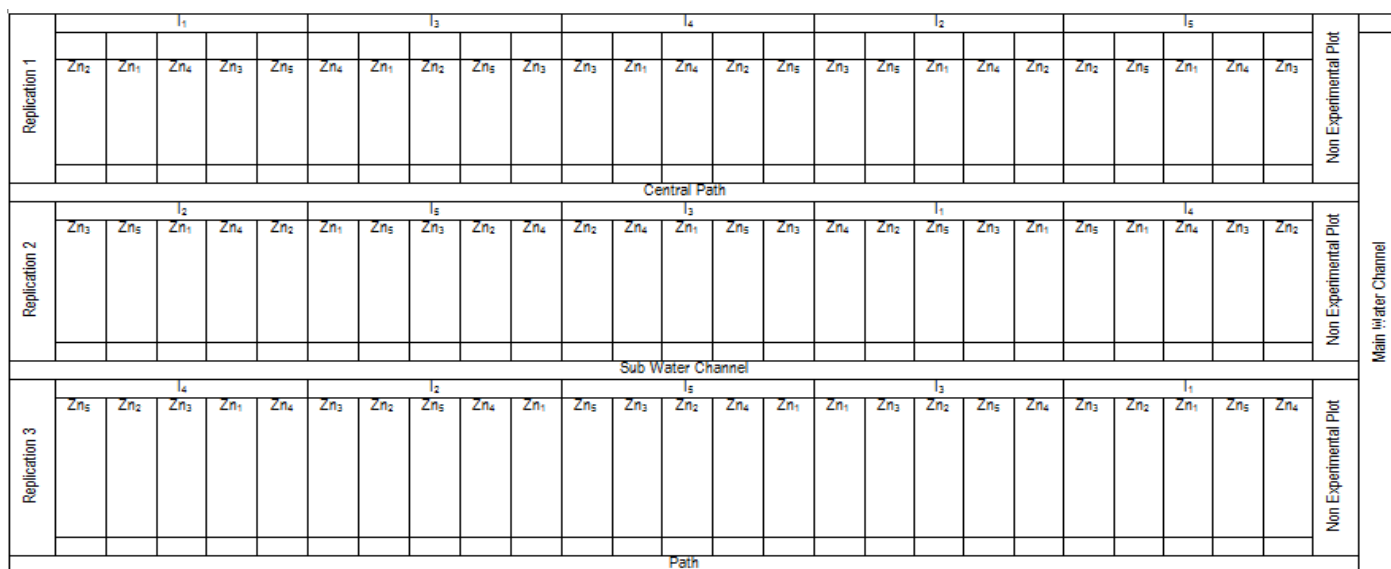 I₁ I₃ I₄ I₂ I₅
Replication 1
Zn₂ Zn₁ Zn₄ Zn₃ Zn₅ Zn₄ Zn₁ Zn₂ Zn₅ Zn₃ Zn₃ Zn₁ Zn₄ Zn₂ Zn₅ Zn₃ Zn₅ Zn₁ Zn₄ Zn₂ Zn₂ Zn₅ Zn₁ Zn₄ Zn₃
Non Experimental Plot
Central Path
I₂ I₅ I₃ I₁ I₄
Replication 2
Zn₃ Zn₅ Zn₁ Zn₄ Zn₂ Zn₁ Zn₅ Zn₃ Zn₂ Zn₄ Zn₂ Zn₄ Zn₁ Zn₅ Zn₃ Zn₄ Zn₂ Zn₅ Zn₃ Zn₁ Zn₅ Zn₁ Zn₄ Zn₃ Zn₂
Non Experimental Plot
Main Water Channel
Sub Water Channel
I₄ I₂ I₅ I₃ I₁
Replication 3
Zn₅ Zn₂ Zn₃ Zn₁ Zn₄ Zn₃ Zn₂ Zn₅ Zn₄ Zn₁ Zn₅ Zn₃ Zn₂ Zn₄ Zn₁ Zn₁ Zn₃ Zn₂ Zn₅ Zn₄ Zn₃ Zn₂ Zn₁ Zn₅ Zn₄
Non Experimental Plot
Path